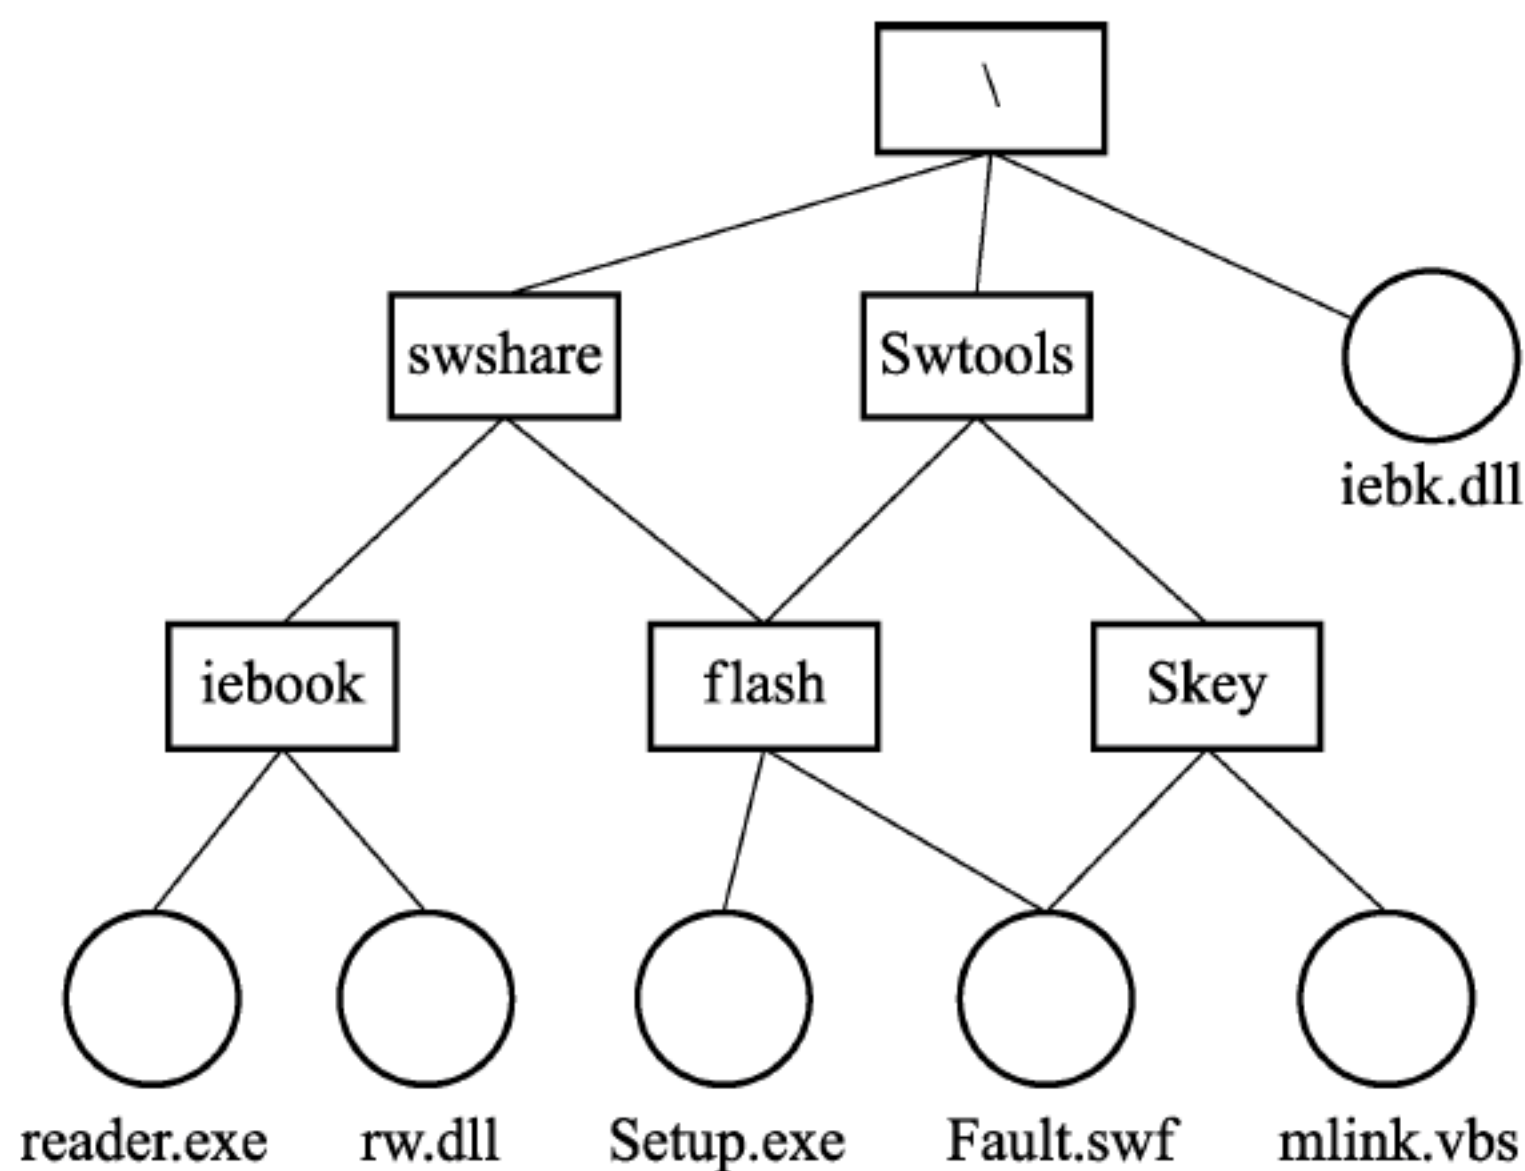 \
swshare
Swtools
iebk.dll
iebook
flash
Skey
reader.exe
rw.dll
Setup.exe
Fault.swf
mlink.vbs